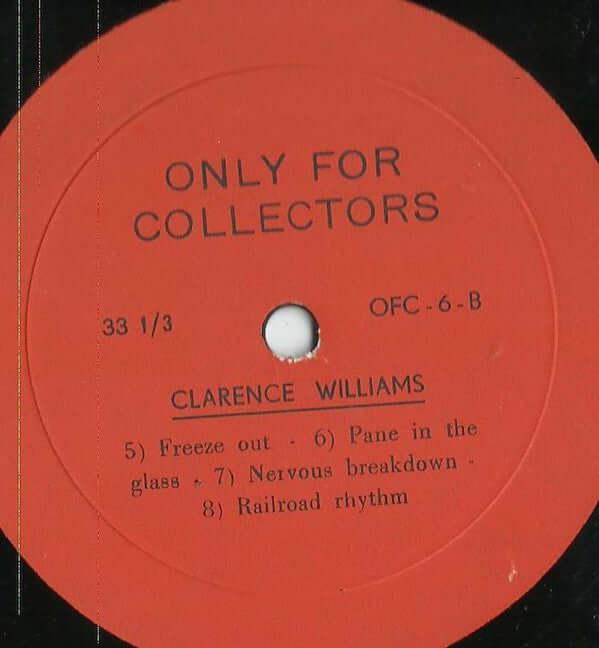 ONLY FOR
COLLECTORS
33 1/3
OFC - 6 - B
CLARENCE WILLIAMS
5) Freeze out - 6) Pane in the
glass - 7) Nervous breakdown -
8) Railroad rhythm